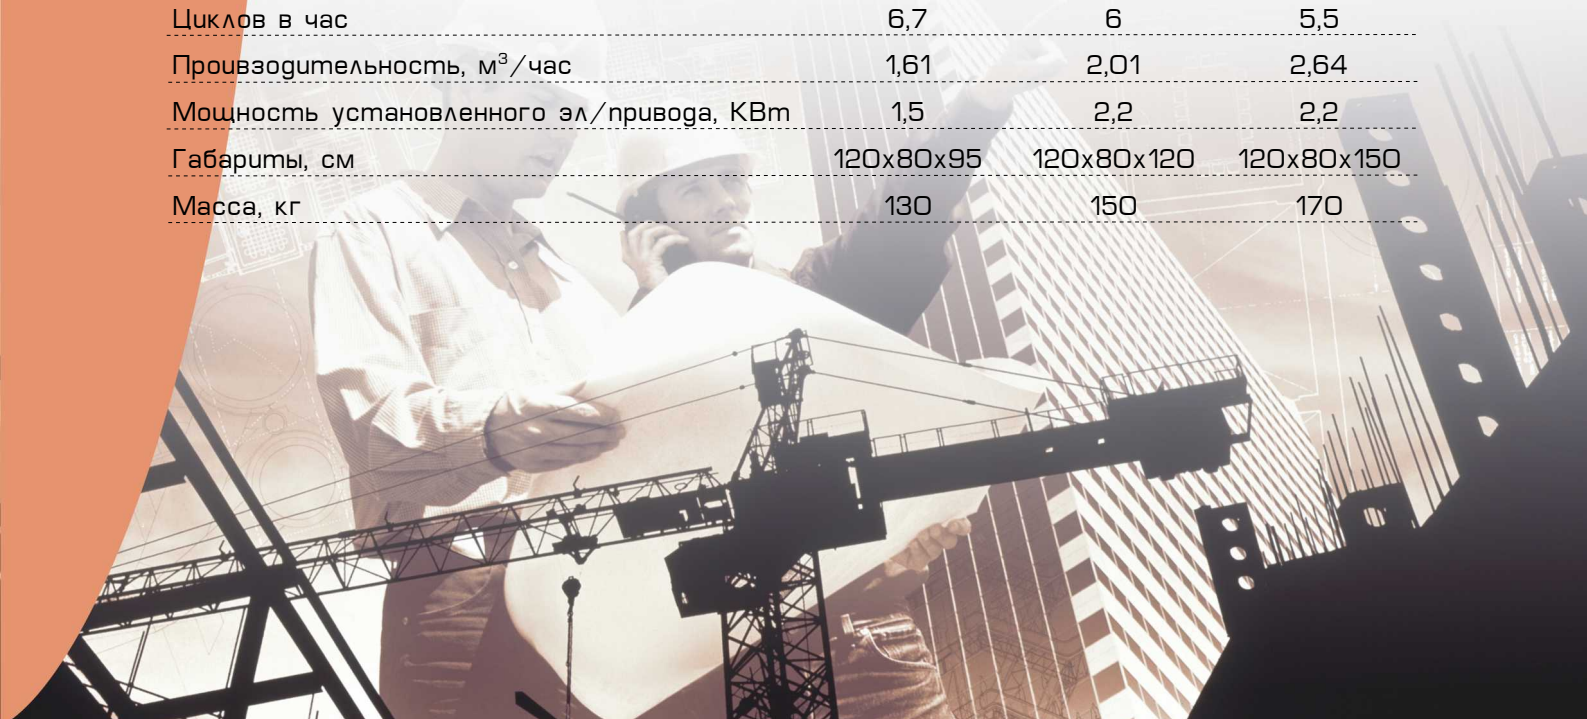 Циклов в час 6,7 6 5,5
Проивзодительность, м³/час 1,61 2,01 2,64
Мощность установленного эл/привода, КВт 1,5 2,2 2,2
Габариты, см 120х80х95 120х80х120 120х80х150
Масса, кг 130 150 170